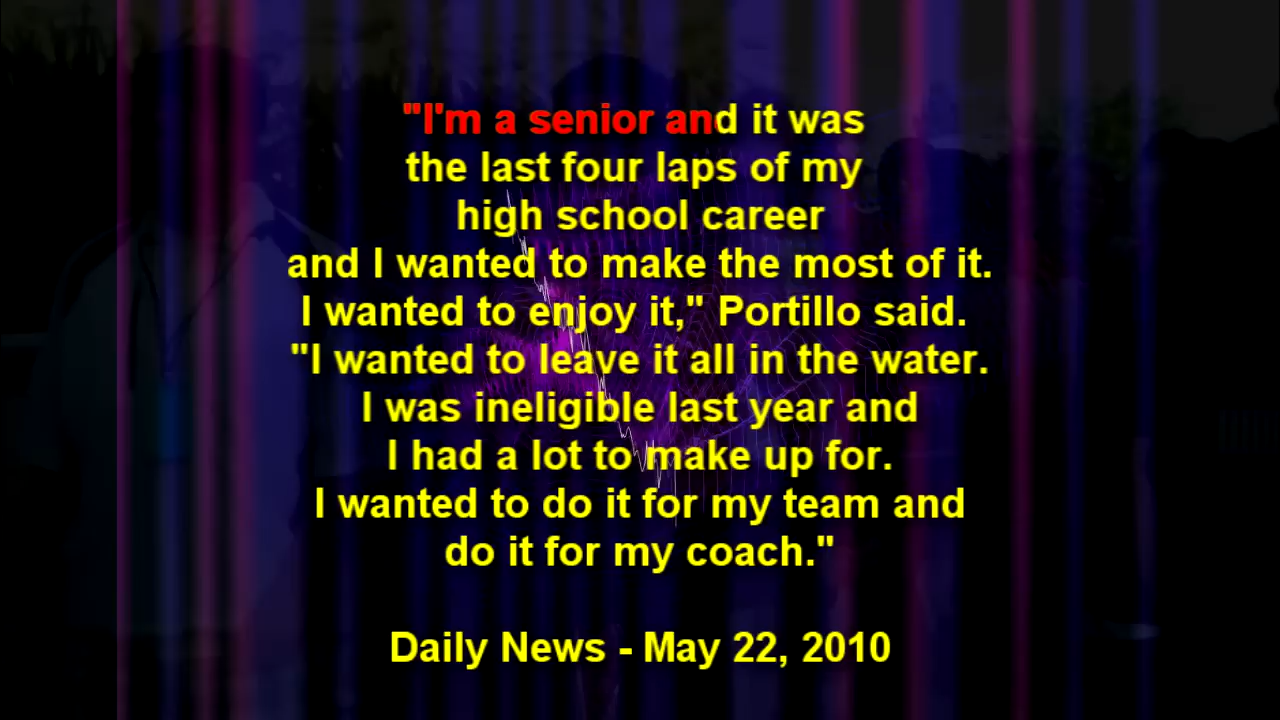 "I'm a senior and it was
the last four laps of my
high school career
and I wanted to make the most of it.
I wanted to enjoy it," Portillo said.
"I wanted to leave it all in the water.
I was ineligible last year and
I had a lot to make up for.
I wanted to do it for my team and
do it for my coach."
Daily News - May 22, 2010